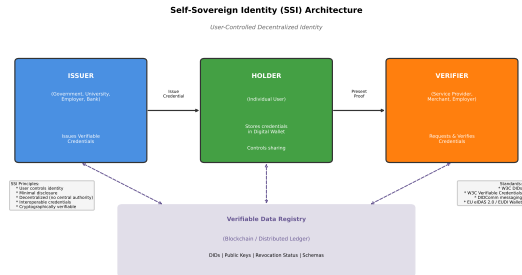 Self-Sovereign Identity (SSI) Architecture
User-Controlled Decentralized Identity
ISSUER
(Government, University,
Employer, Bank)
Issues Verifiable
Credentials
Issue
Credential
HOLDER
(Individual User)
Stores credentials
in Digital Wallet
Controls sharing
Present
Proof
VERIFIER
(Service Provider,
Merchant, Employer)
Requests & Verifies
Credentials
SSI Principles:
* User controls identity
* Minimal disclosure
* Decentralized (no central authority)
* Interoperable credentials
* Cryptographically verifiable
Standards:
* W3C DIDs
* W3C Verifiable Credentials
* DIDComm messaging
* EU eIDAS 2.0 / EUDI Wallet
Verifiable Data Registry
(Blockchain / Distributed Ledger)
DIDs | Public Keys | Revocation Status | Schemas